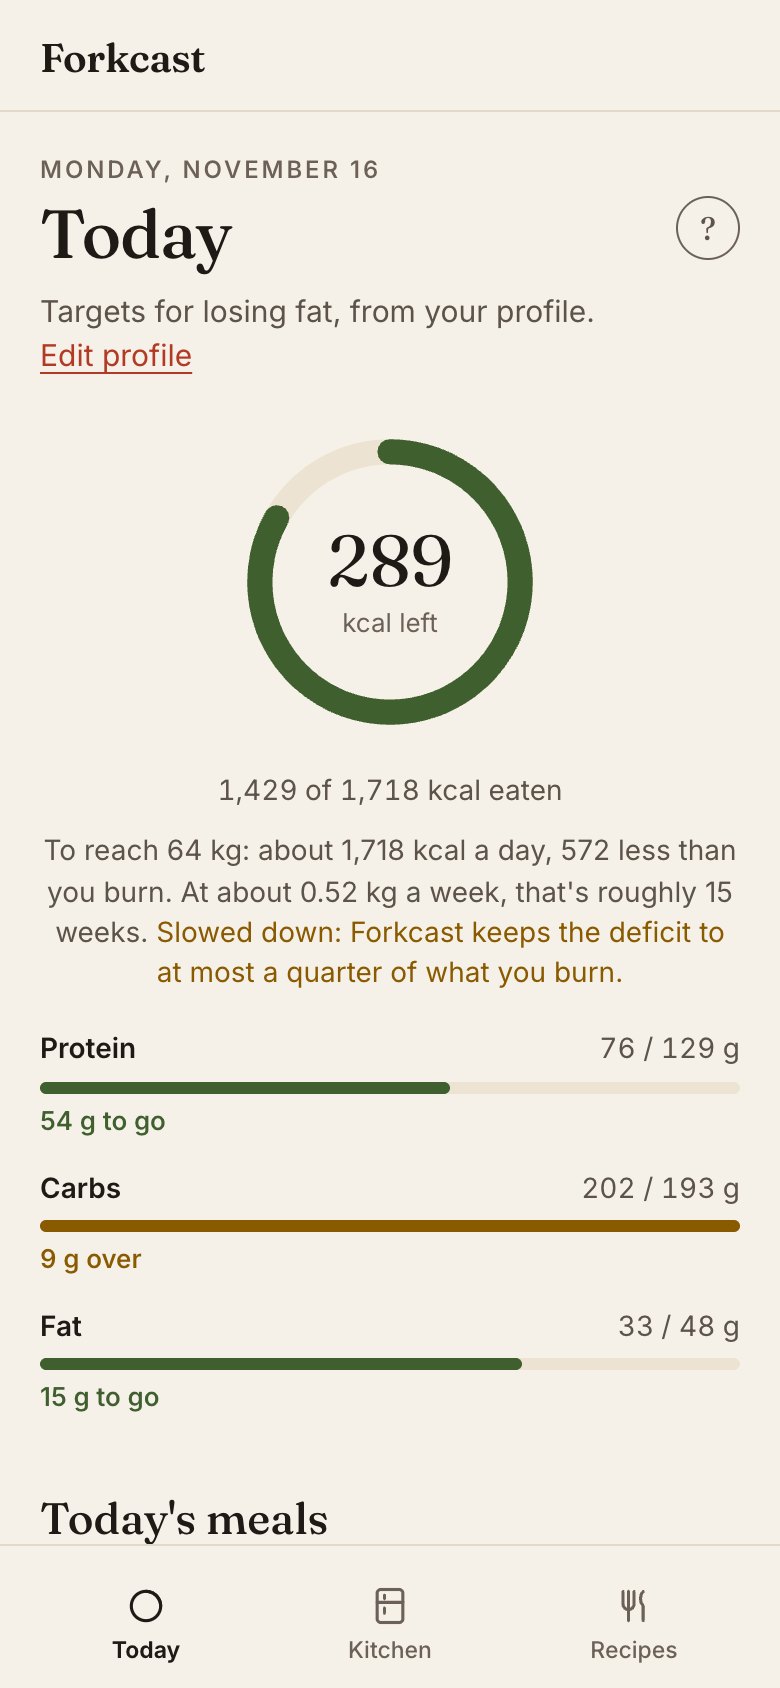 Forkcast
MONDAY, NOVEMBER 16
Today
?
Targets for losing fat, from your profile.
Edit profile
289
kcal left
1,429 of 1,718 kcal eaten
To reach 64 kg: about 1,718 kcal a day, 572 less than
you burn. At about 0.52 kg a week, that's roughly 15
weeks. Slowed down: Forkcast keeps the deficit to
at most a quarter of what you burn.
Protein 76 / 129 g
54 g to go
Carbs 202 / 193 g
9 g over
Fat 33 / 48 g
15 g to go
Today's meals
Today Kitchen Recipes